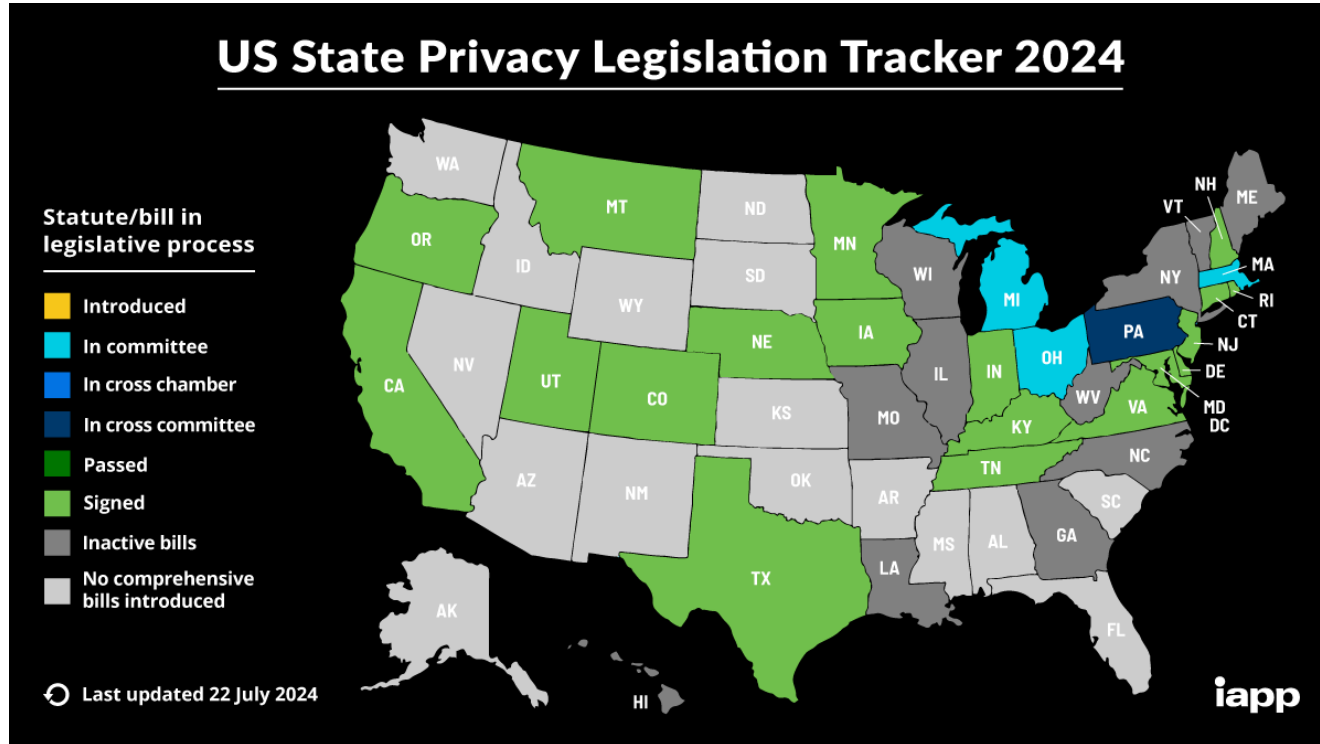 US State Privacy Legislation Tracker 2024
Statute/bill in
legislative process
Introduced
In committee
In cross chamber
In cross committee
Passed
Signed
Inactive bills
No comprehensive
bills introduced
Last updated 22 July 2024
WA
MT
ND
MN
OR
ID
SD
WI
WY
MI
NH
VT
ME
NY
MA
RI
CT
PA
NJ
DE
MD
DC
NE
IA
IL
IN
OH
WV
VA
NV
UT
CO
CA
KS
MO
KY
NC
TN
AZ
NM
OK
AR
SC
MS
AL
GA
TX
LA
FL
AK
HI
iapp